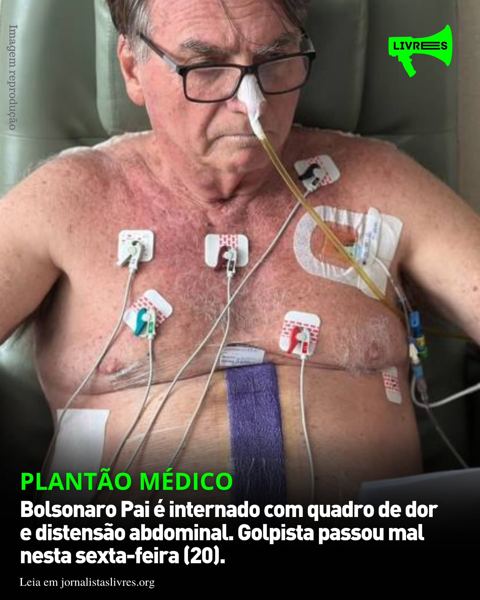 Imagem reprodução
LIVRES
PLANTÃO MÉDICO
Bolsonaro Pai é internado com quadro de dor
e distensão abdominal. Golpista passou mal
nesta sexta-feira (20).
Leia em jornalistaslivres.org